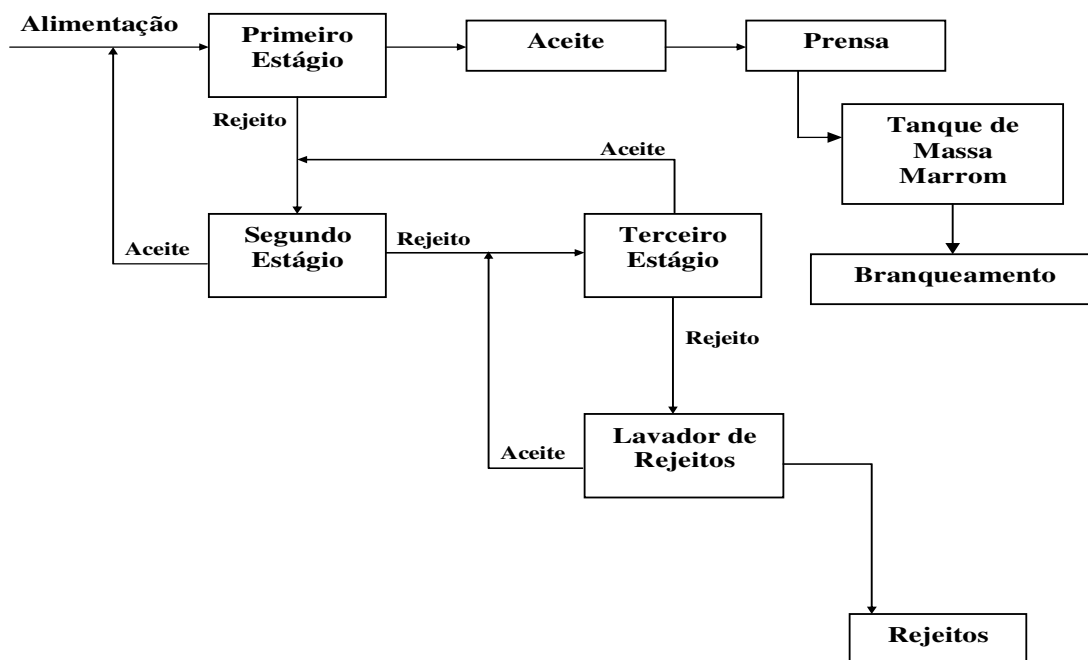 Alimentação
Primeiro
Estágio
Aceite
Prensa
Rejeito
Tanque de
Massa
Marrom
Aceite
Segundo
Estágio
Aceite
Rejeito
Terceiro
Estágio
Branqueamento
Rejeito
Lavador de
Rejeitos
Aceite
Rejeitos